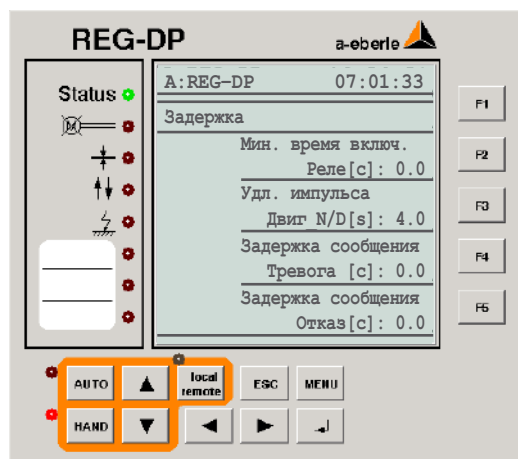 REG-DP
a-eberle
Status
M
A:REG-DP 07:01:33
Задержка
Мин. время включ.
Реле[с]: 0.0
Удл. импульса
Двиг_N/D[s]: 4.0
Задержка сообщения
Тревога [с]: 0.0
Задержка сообщения
Отказ[с]: 0.0
F1
F2
F3
F4
F5
AUTO
local
remote
ESC
MENU
HAND